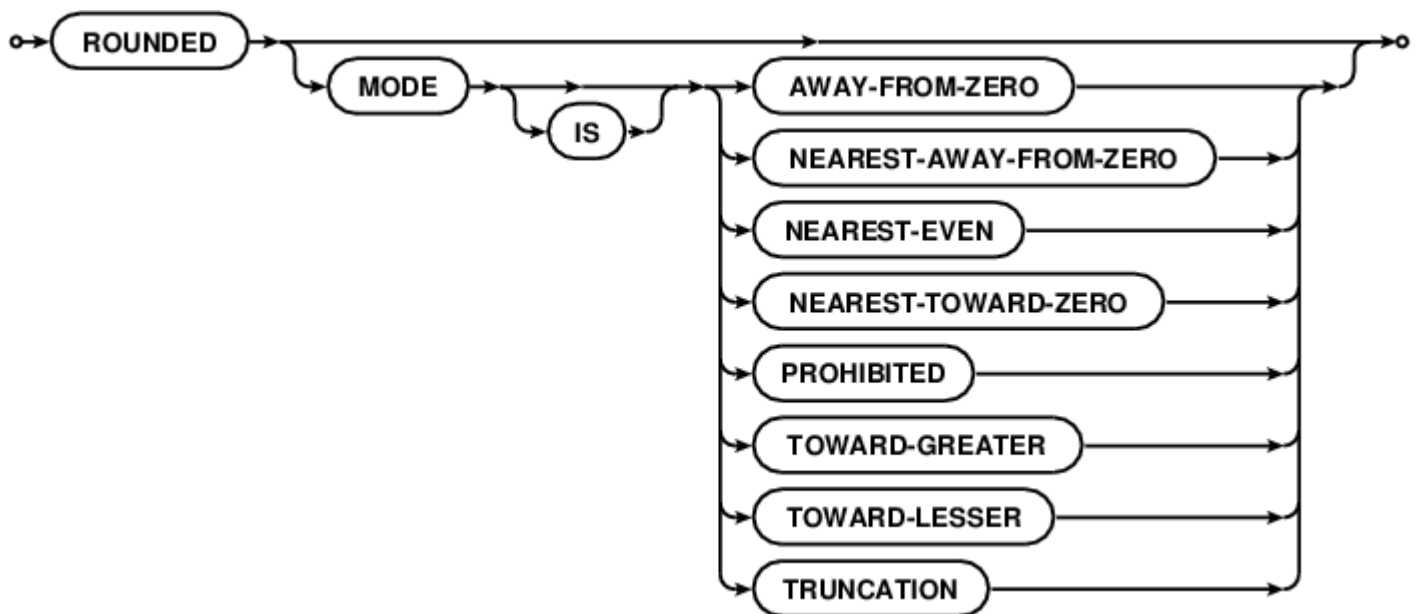 ROUNDED
MODE
AWAY-FROM-ZERO
IS
NEAREST-AWAY-FROM-ZERO
NEAREST-EVEN
NEAREST-TOWARD-ZERO
PROHIBITED
TOWARD-GREATER
TOWARD-LESSER
TRUNCATION